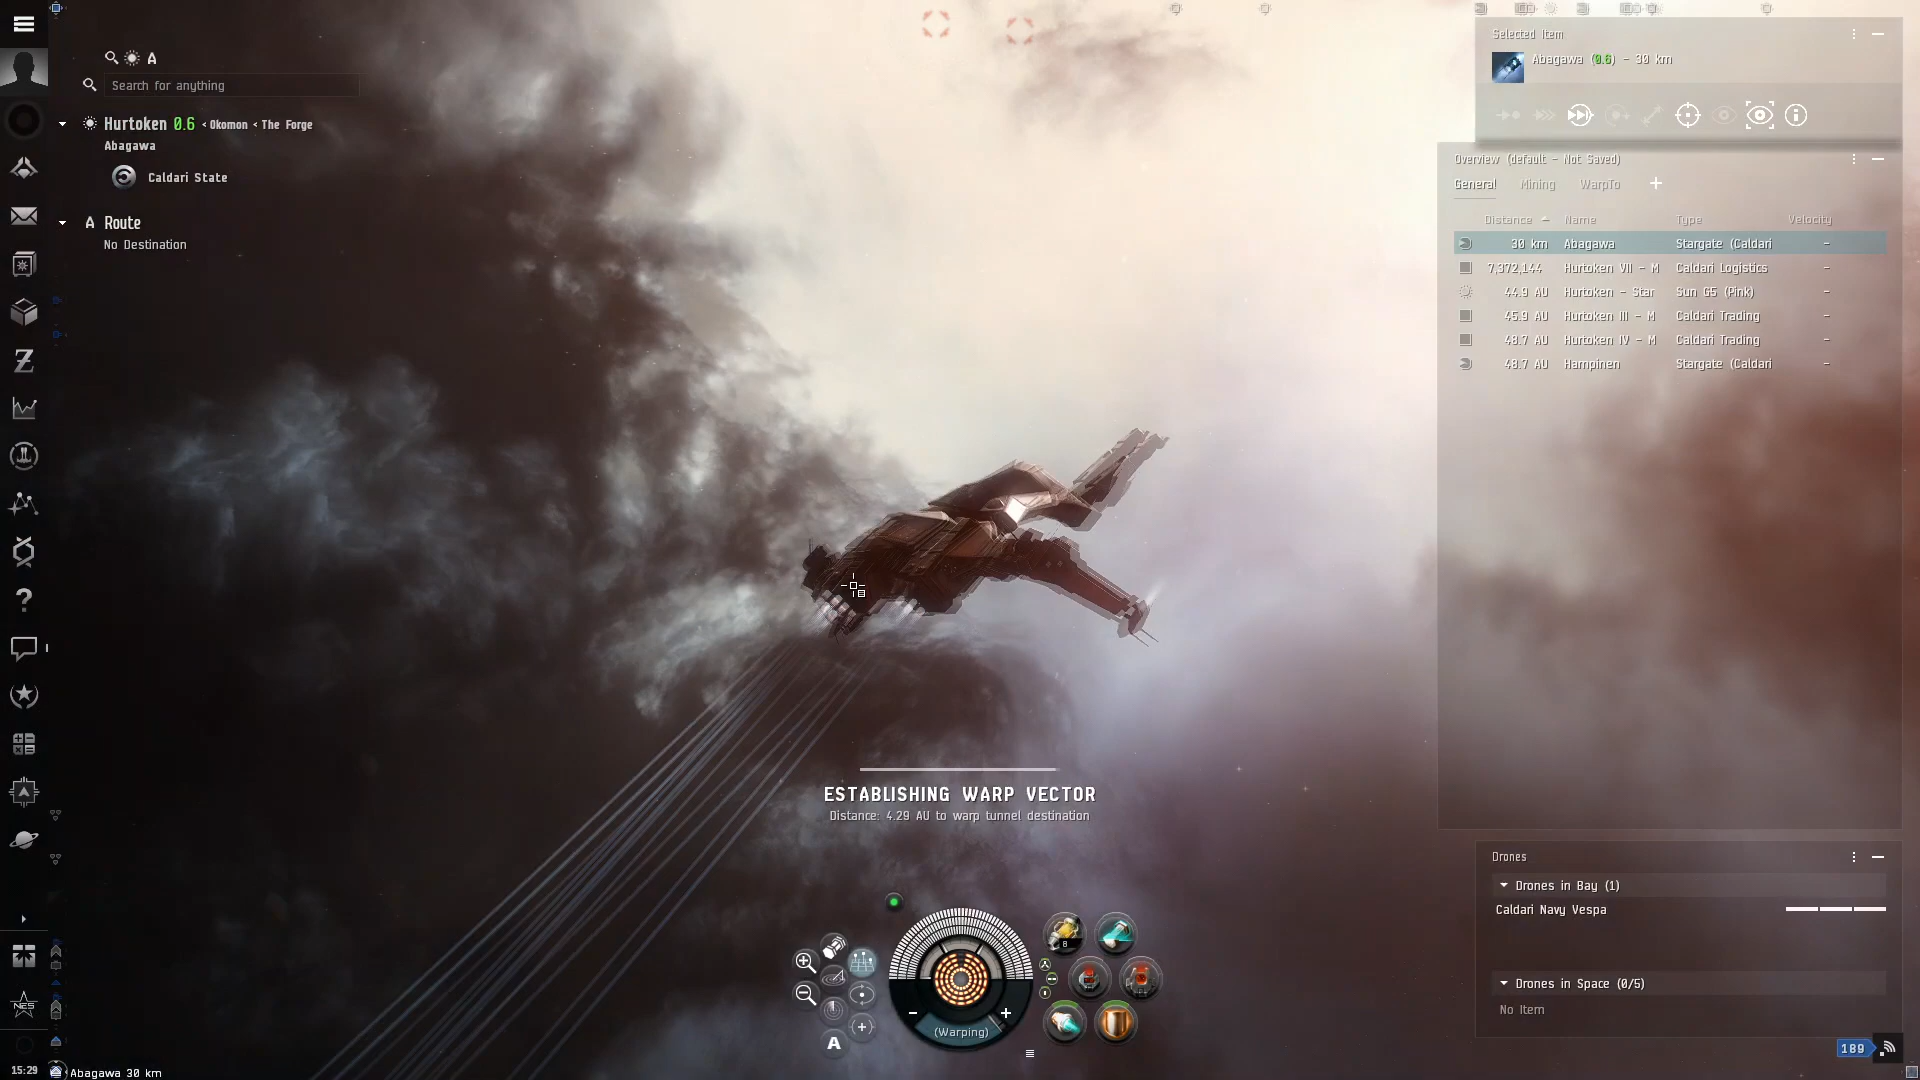 A
Search for anything
Hurtoken 0.6 < Okomon < The Forge
Abagawa
Caldari State
A Route
No Destination
Selected Item
Abagawa (0.6) - 30 km
Overview (default - Not Saved)
General Mining WarpTo +
Distance Name Type Velocity
30 km Abagawa Stargate (Caldari -
7,372,144 Hurtoken VII - M Caldari Logistics -
44.9 AU Hurtoken - Star Sun G5 (Pink) -
45.9 AU Hurtoken III - M Caldari Trading -
48.7 AU Hurtoken IV - M Caldari Trading -
48.7 AU Hampinen Stargate (Caldari -
ESTABLISHING WARP VECTOR
Distance: 4.29 AU to warp tunnel destination
Drones
Drones in Bay (1)
Caldari Navy Vespa
Drones in Space (0/5)
No Item
8
(Warping)
A
NES
189
15:29
Abagawa 30 km